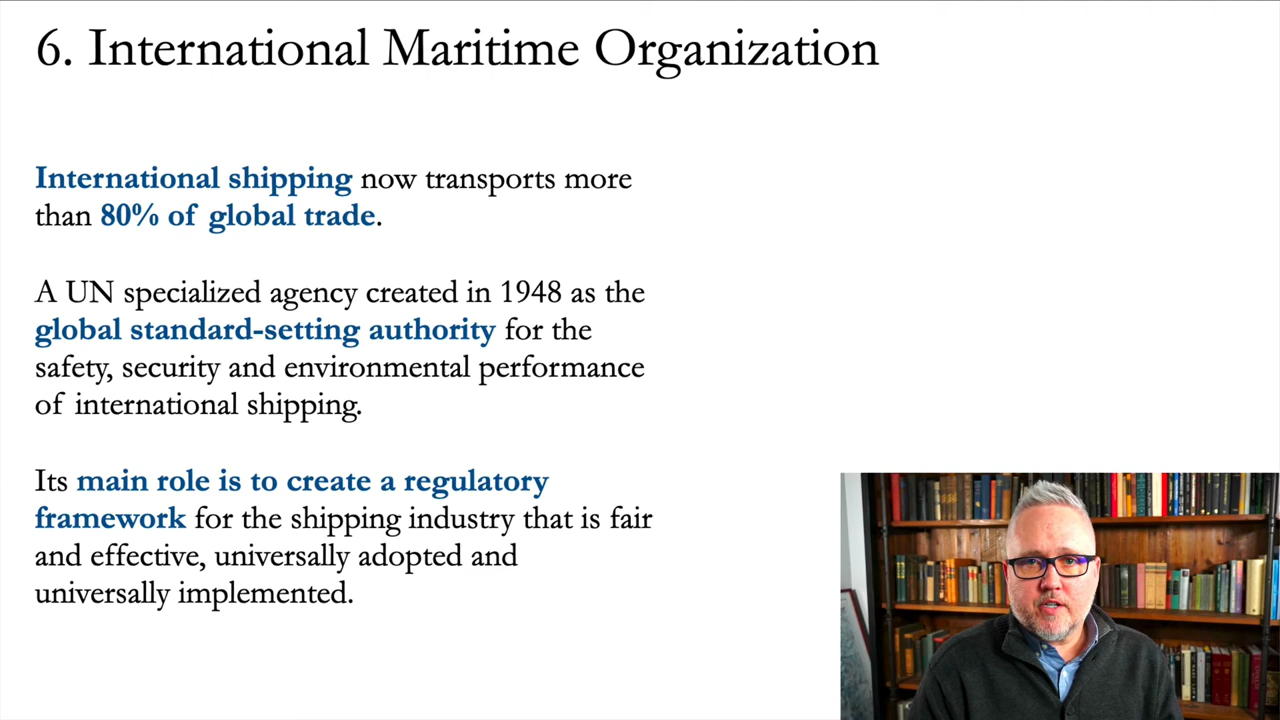 6. International Maritime Organization
International shipping now transports more
than 80% of global trade.
A UN specialized agency created in 1948 as the
global standard-setting authority for the
safety, security and environmental performance
of international shipping.
Its main role is to create a regulatory
framework for the shipping industry that is fair
and effective, universally adopted and
universally implemented.